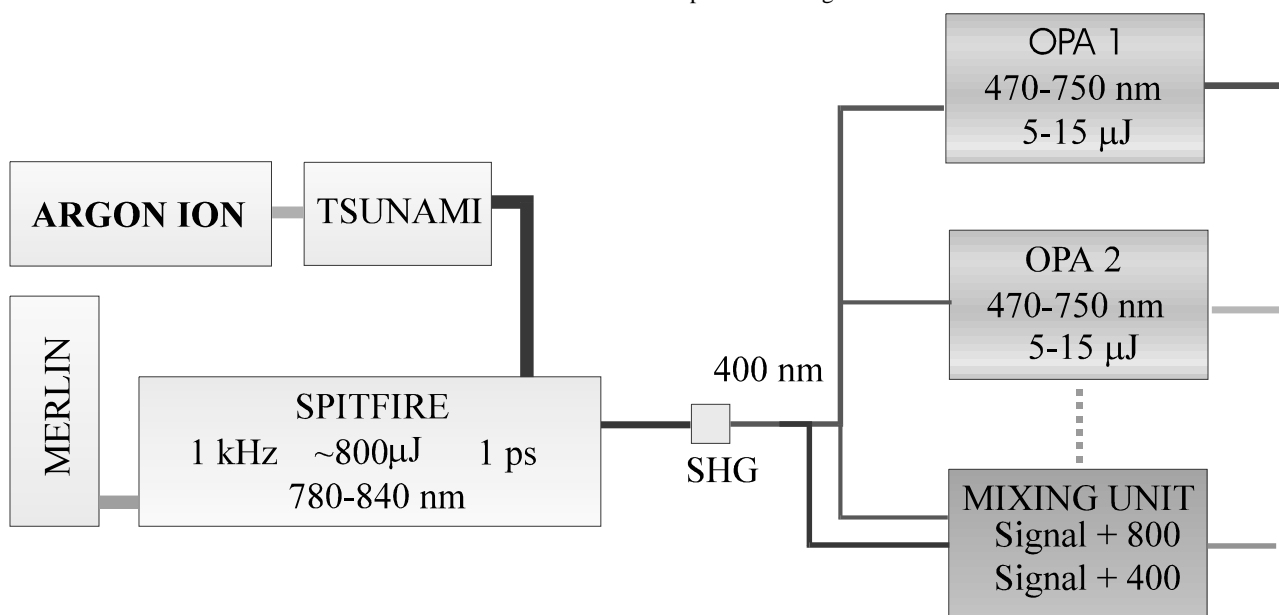 OPA 1
470-750 nm
5-15 μJ
ARGON ION
TSUNAMI
OPA 2
470-750 nm
5-15 μJ
MERLIN
400 nm
SPITFIRE
1 kHz ~800μJ 1 ps
780-840 nm
SHG
MIXING UNIT
Signal + 800
Signal + 400